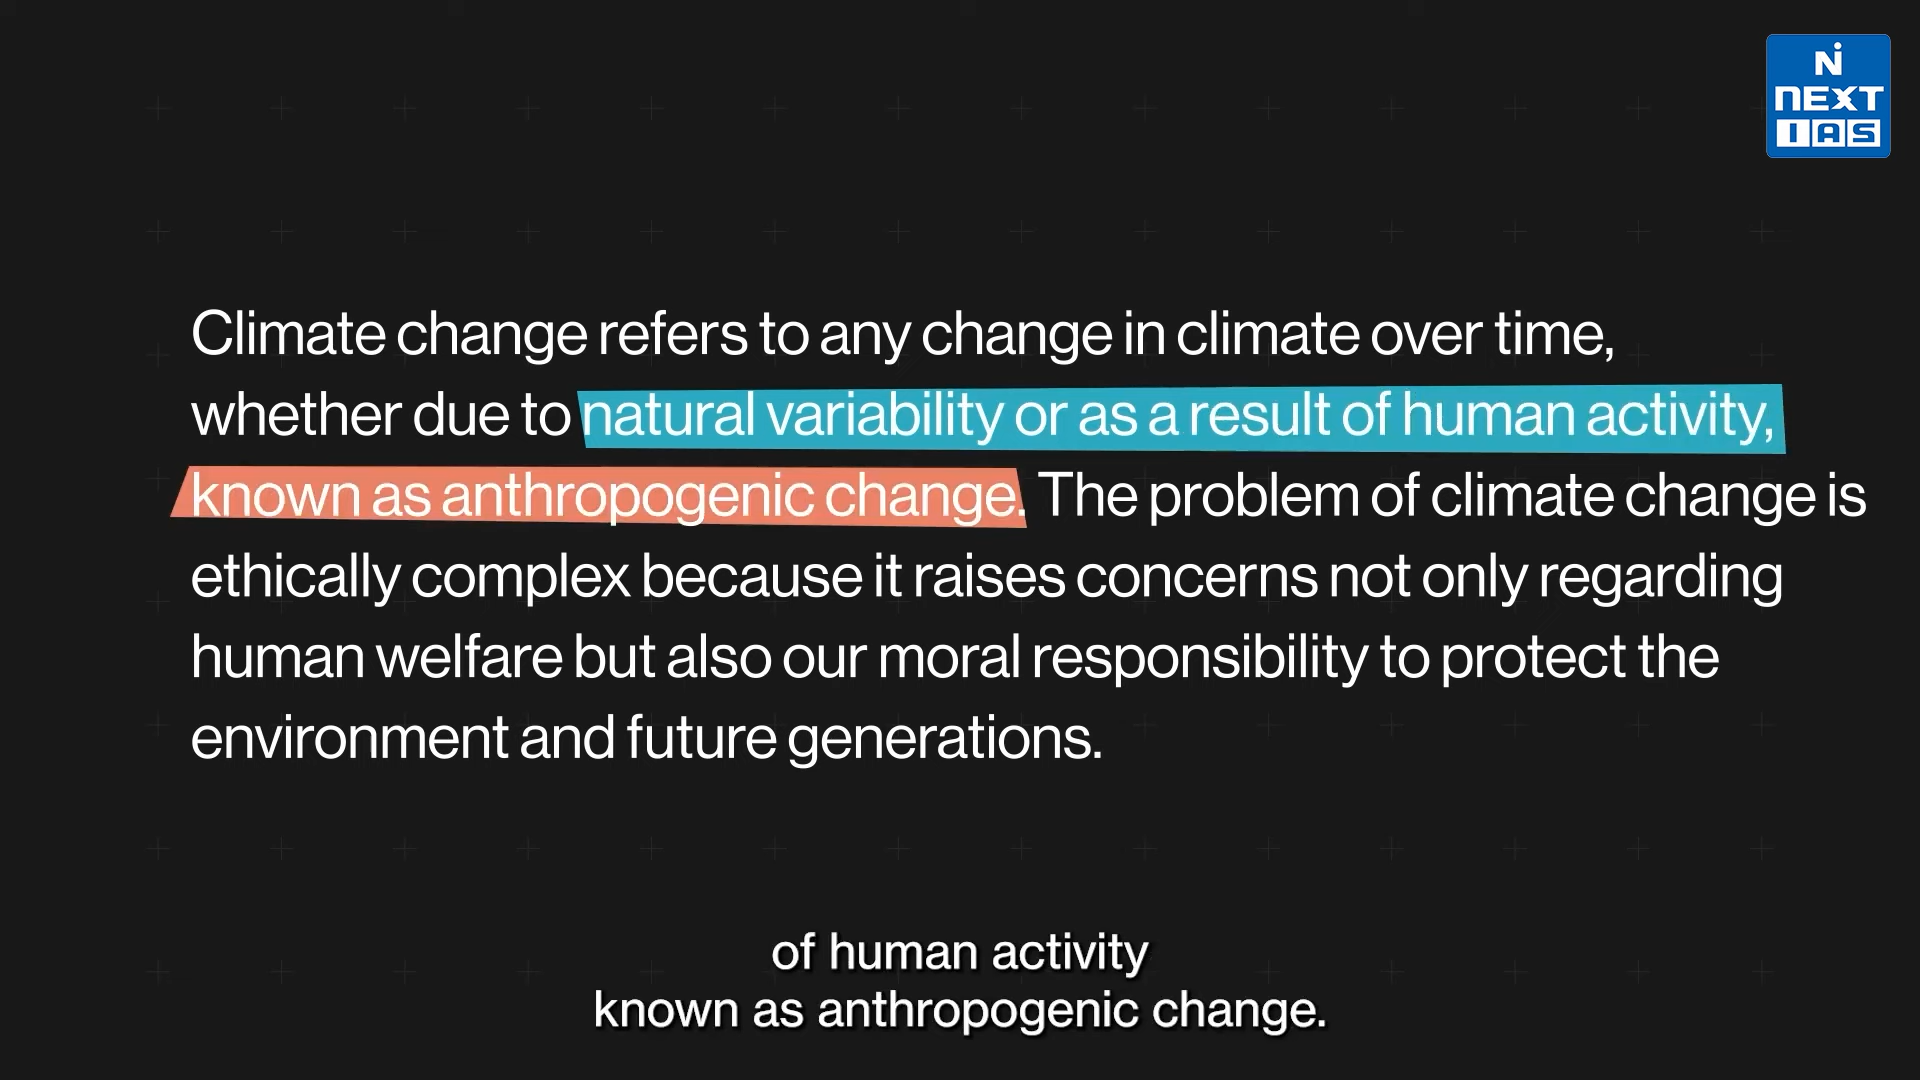 Ni
NEXT
IAS
Climate change refers to any change in climate over time,
whether due to natural variability or as a result of human activity,
known as anthropogenic change. The problem of climate change is
ethically complex because it raises concerns not only regarding
human welfare but also our moral responsibility to protect the
environment and future generations.
of human activity
known as anthropogenic change.